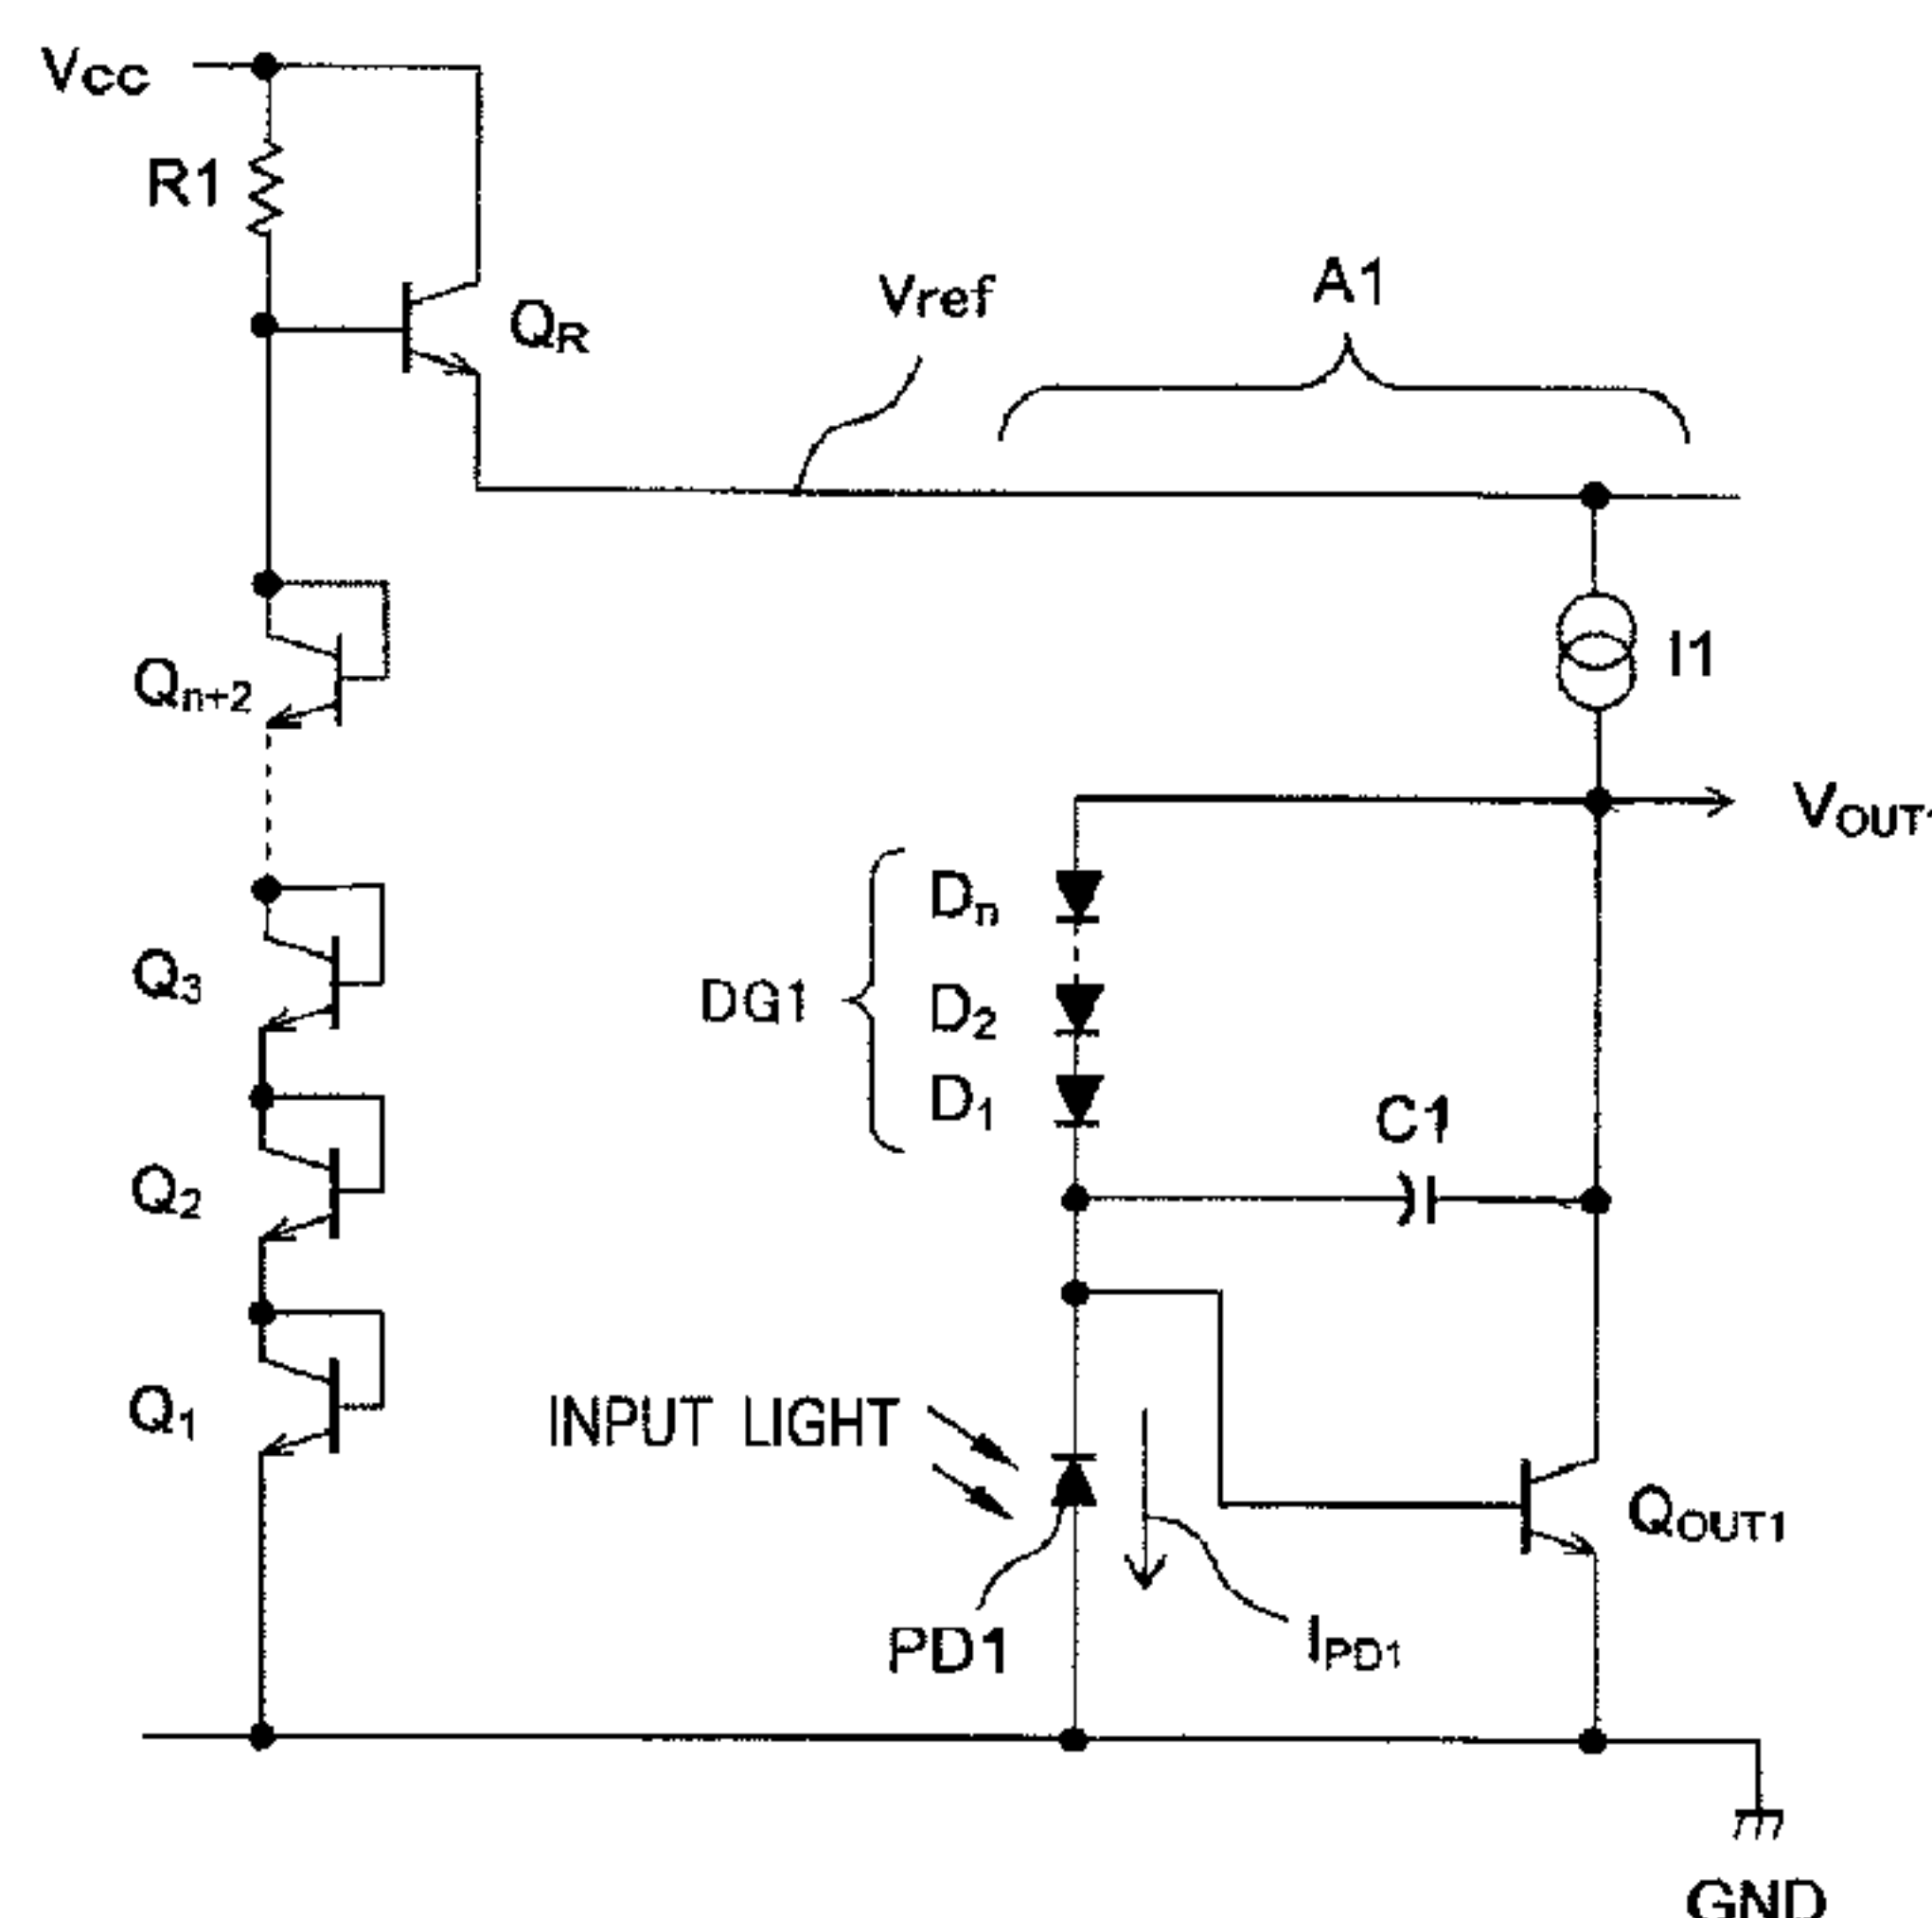 VCC
R1
QR
Vref
A1
Qn+2
I1
VOUT1
Dn
Q3
DG1
D2
D1
C1
Q2
Q1
INPUT LIGHT
QOUT1
PD1
IPD1
GND